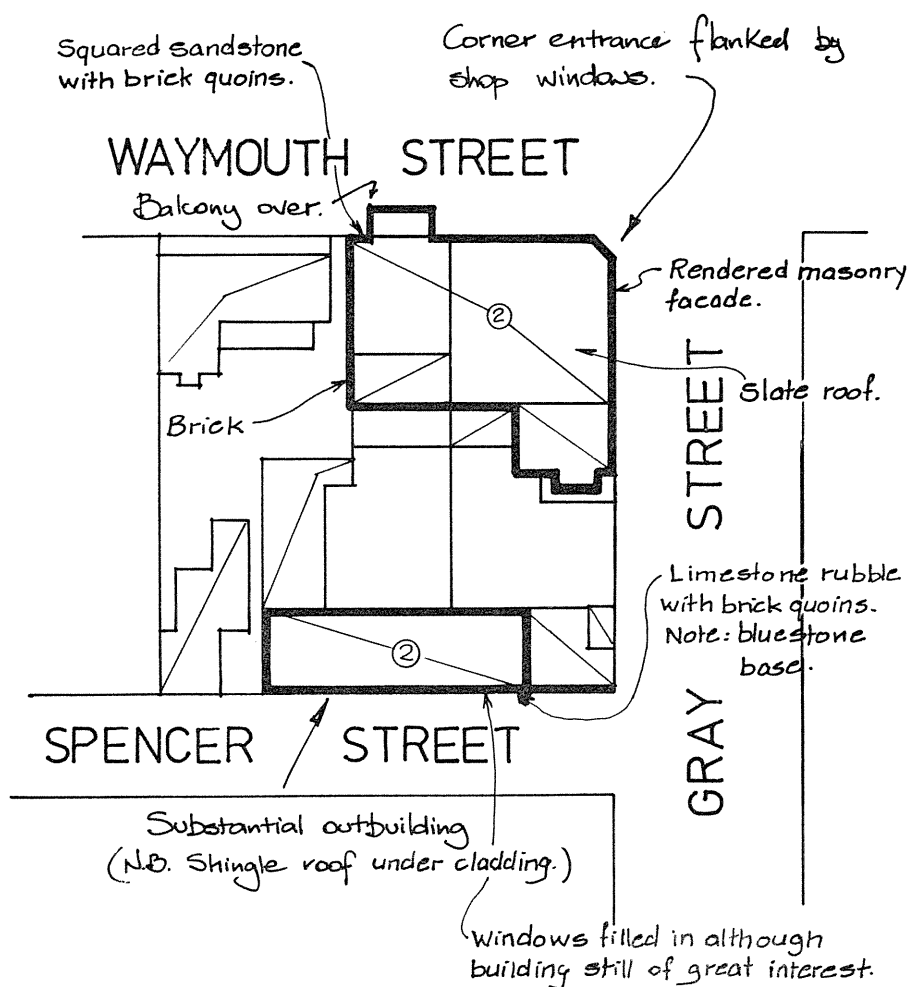 Squared sandstone
with brick quoins.
Corner entrance flanked by
shop windows.
WAYMOUTH STREET
Balcony over.
Rendered masonry
facade.
2
Slate roof.
Brick
GRAY STREET
Limestone rubble
with brick quoins.
Note: bluestone
base.
2
SPENCER STREET
Substantial outbuilding
(N.B. Shingle roof under cladding.)
Windows filled in although
building still of great interest.